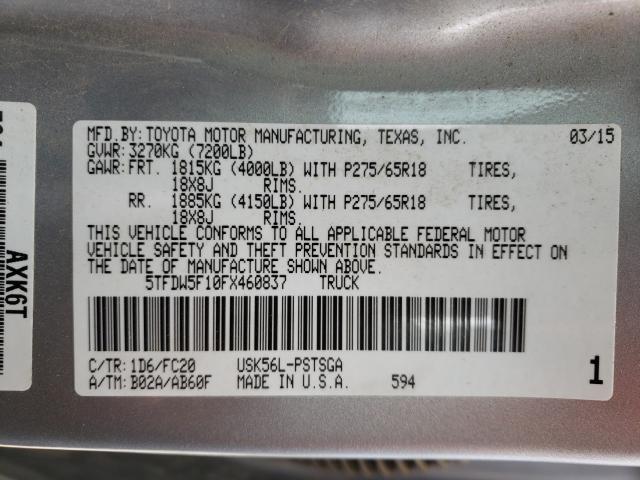 MFD.BY:TOYOTA MOTOR MANUFACTURING, TEXAS, INC. 03/15
GVWR:3270KG (7200LB)
GAWR:FRT. 1815KG (4000LB) WITH P275/65R18 TIRES,
18X8J RIMS.
RR. 1885KG (4150LB) WITH P275/65R18 TIRES,
18X8J RIMS.
THIS VEHICLE CONFORMS TO ALL APPLICABLE FEDERAL MOTOR
VEHICLE SAFETY AND THEFT PREVENTION STANDARDS IN EFFECT ON
THE DATE OF MANUFACTURE SHOWN ABOVE.
5TFDW5F10FX460837 TRUCK
C/TR:1D6/FC20 USK56L-PSTSGA
A/TM:B02A/AB60F MADE IN U.S.A. 594 1
AXK6T